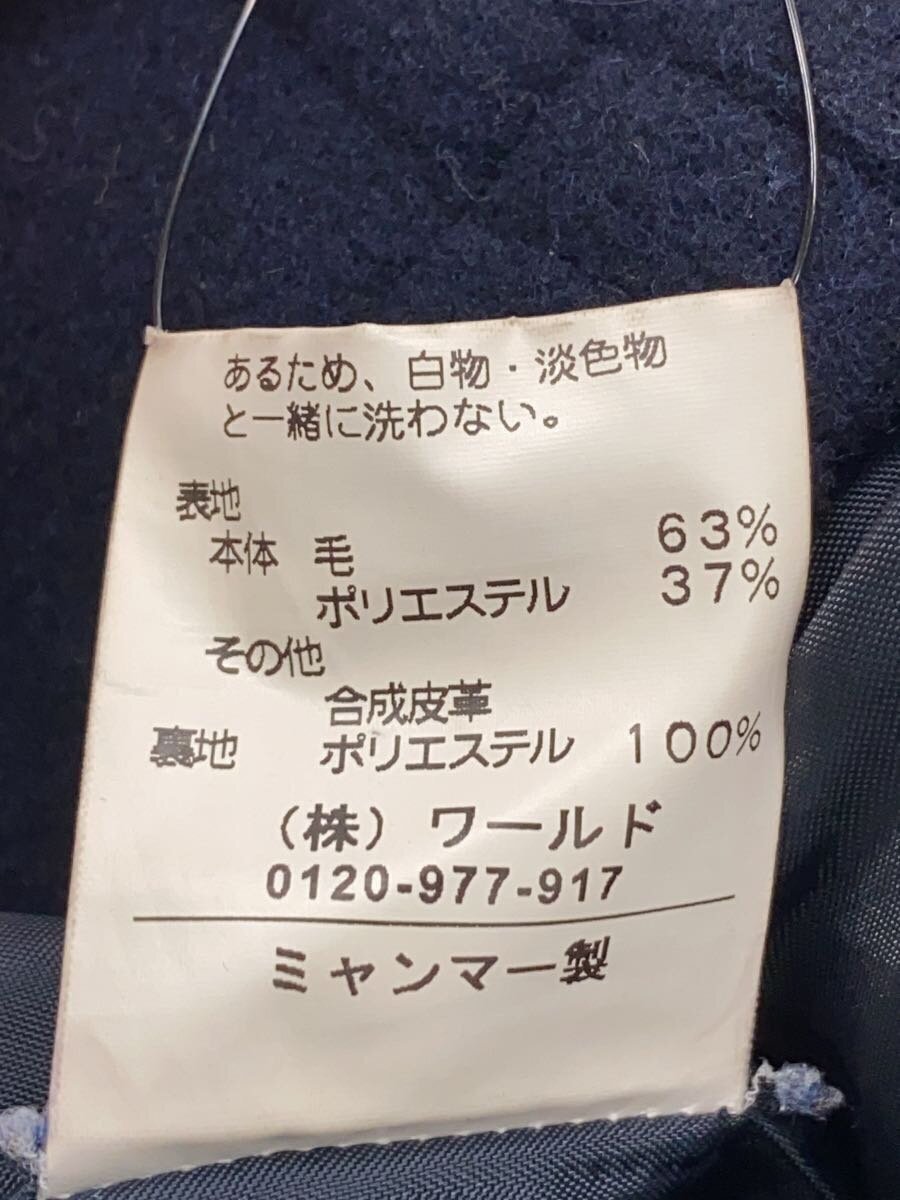 あるため、白物・淡色物
と一緒に洗わない。
表地
本体 毛 63%
ポリエステル 37%
その他
合成皮革
裏地 ポリエステル 100%
（株）ワールド
0120-977-917
ミャンマー製